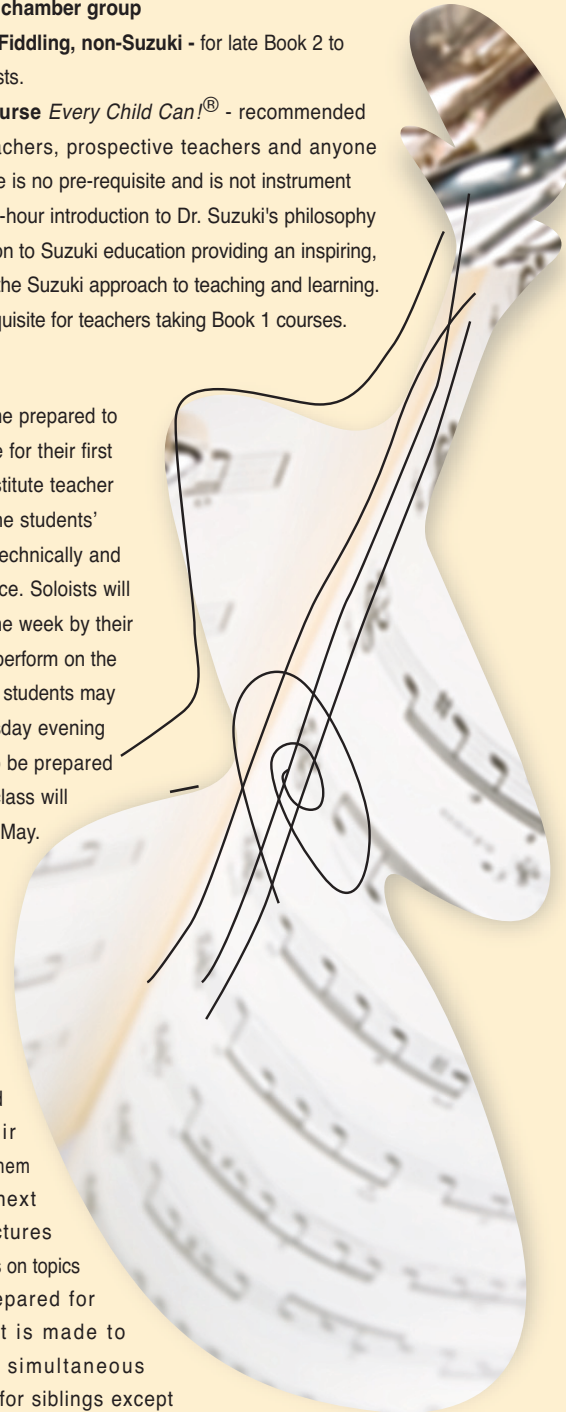 chamber group
Fiddling, non-Suzuki - for late Book 2 to
sts.
urse Every Child Can!® - recommended
achers, prospective teachers and anyone
e is no pre-requisite and is not instrument
-hour introduction to Dr. Suzuki's philosophy
on to Suzuki education providing an inspiring,
the Suzuki approach to teaching and learning.
quisite for teachers taking Book 1 courses.
me prepared to
e for their first
stitute teacher
he students’
technically and
ce. Soloists will
he week by their
perform on the
students may
sday evening
be prepared
class will
May.
d
ir
hem
next
ctures
s on topics
epared for
t is made to
simultaneous
for siblings except